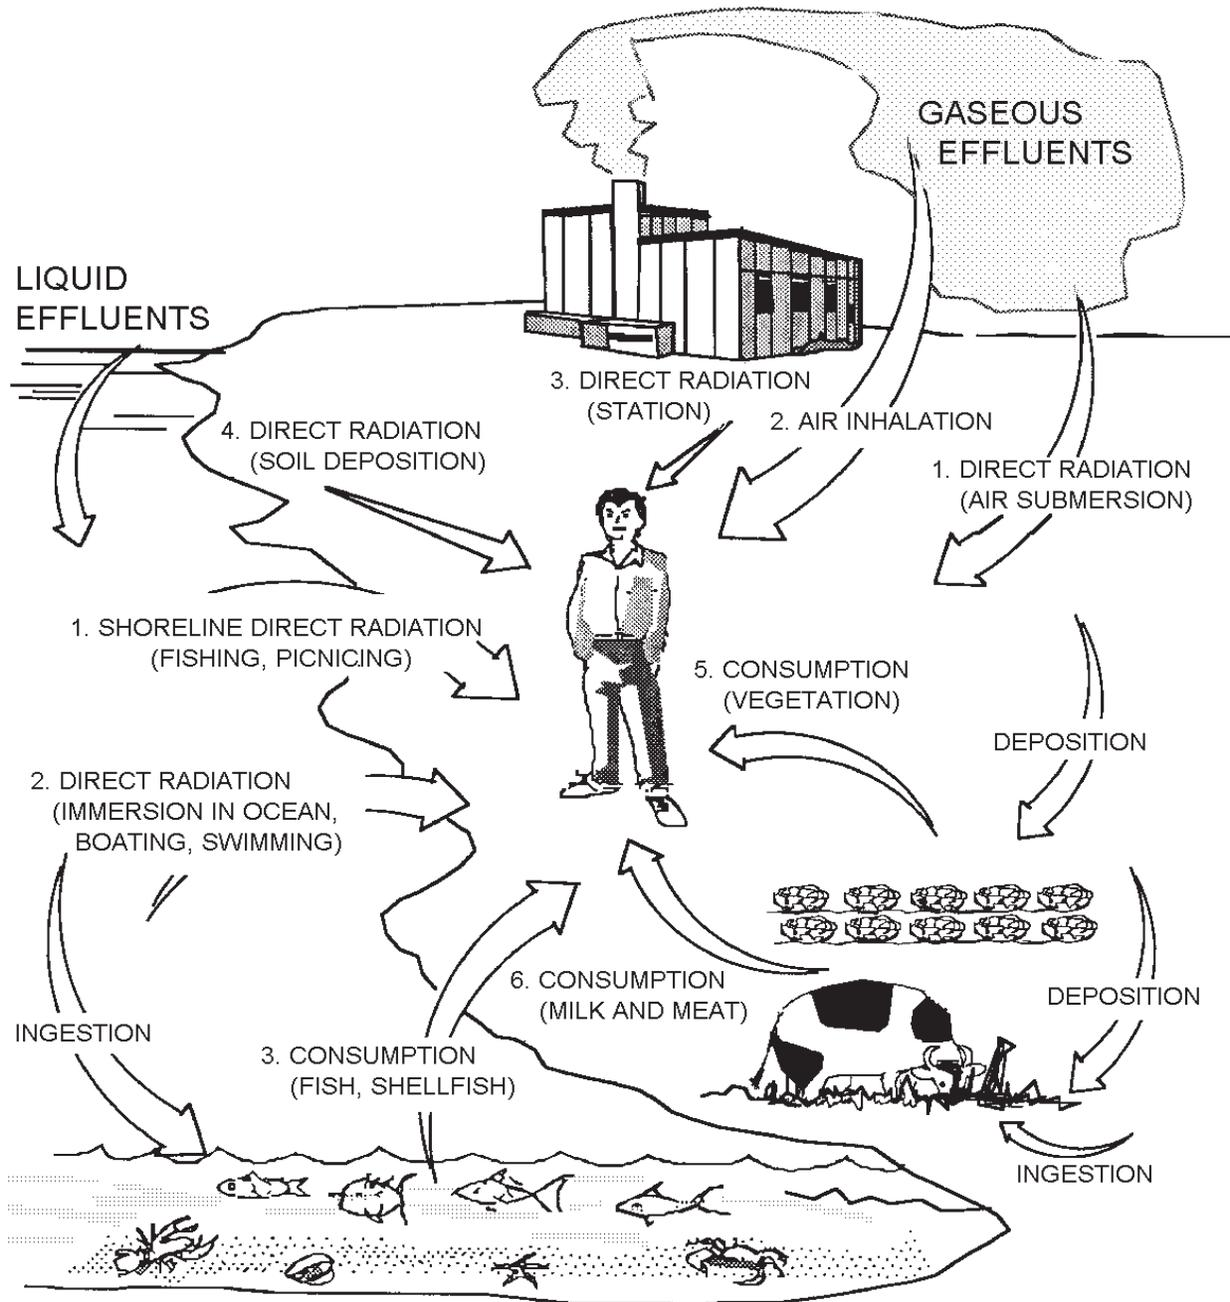 GASEOUS
EFFLUENTS
LIQUID
EFFLUENTS
3. DIRECT RADIATION
(STATION)
2. AIR INHALATION
4. DIRECT RADIATION
(SOIL DEPOSITION)
1. DIRECT RADIATION
(AIR SUBMERSION)
1. SHORELINE DIRECT RADIATION
(FISHING, PICNICING)
5. CONSUMPTION
(VEGETATION)
DEPOSITION
2. DIRECT RADIATION
(IMMERSION IN OCEAN,
BOATING, SWIMMING)
6. CONSUMPTION
(MILK AND MEAT)
DEPOSITION
INGESTION
3. CONSUMPTION
(FISH, SHELLFISH)
INGESTION